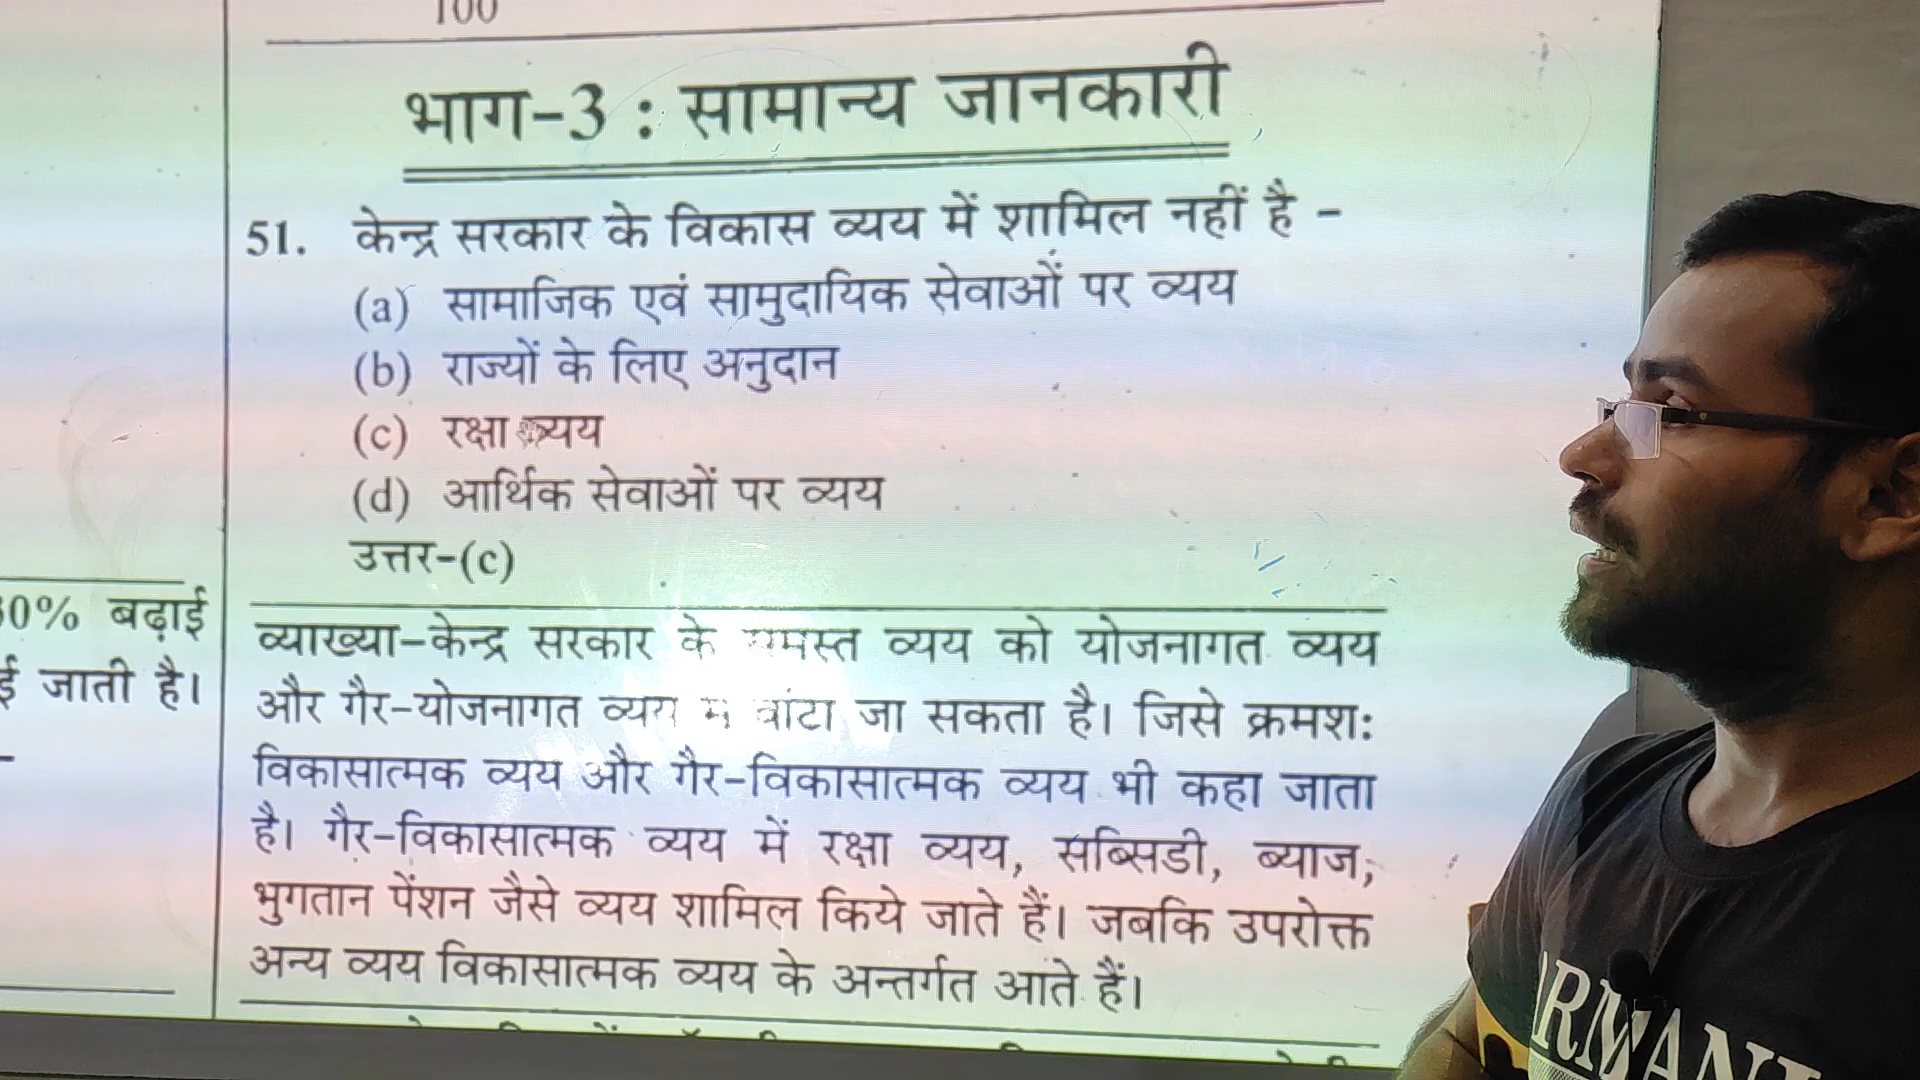 100
भाग-3 : सामान्य जानकारी
51. केन्द्र सरकार के विकास व्यय में शामिल नहीं है -
(a) सामाजिक एवं सामुदायिक सेवाओं पर व्यय
(b) राज्यों के लिए अनुदान
(c) रक्षा व्यय
(d) आर्थिक सेवाओं पर व्यय
उत्तर-(c)
व्याख्या-केन्द्र सरकार के समस्त व्यय को योजनागत व्यय
और गैर-योजनागत व्यय में बांटा जा सकता है। जिसे क्रमशः
विकासात्मक व्यय और गैर-विकासात्मक व्यय भी कहा जाता
है। गैर-विकासात्मक व्यय में रक्षा व्यय, सब्सिडी, ब्याज,
भुगतान पेंशन जैसे व्यय शामिल किये जाते हैं। जबकि उपरोक्त
अन्य व्यय विकासात्मक व्यय के अन्तर्गत आते हैं।
30% बढ़ाई
ई जाती है।
ARMANI